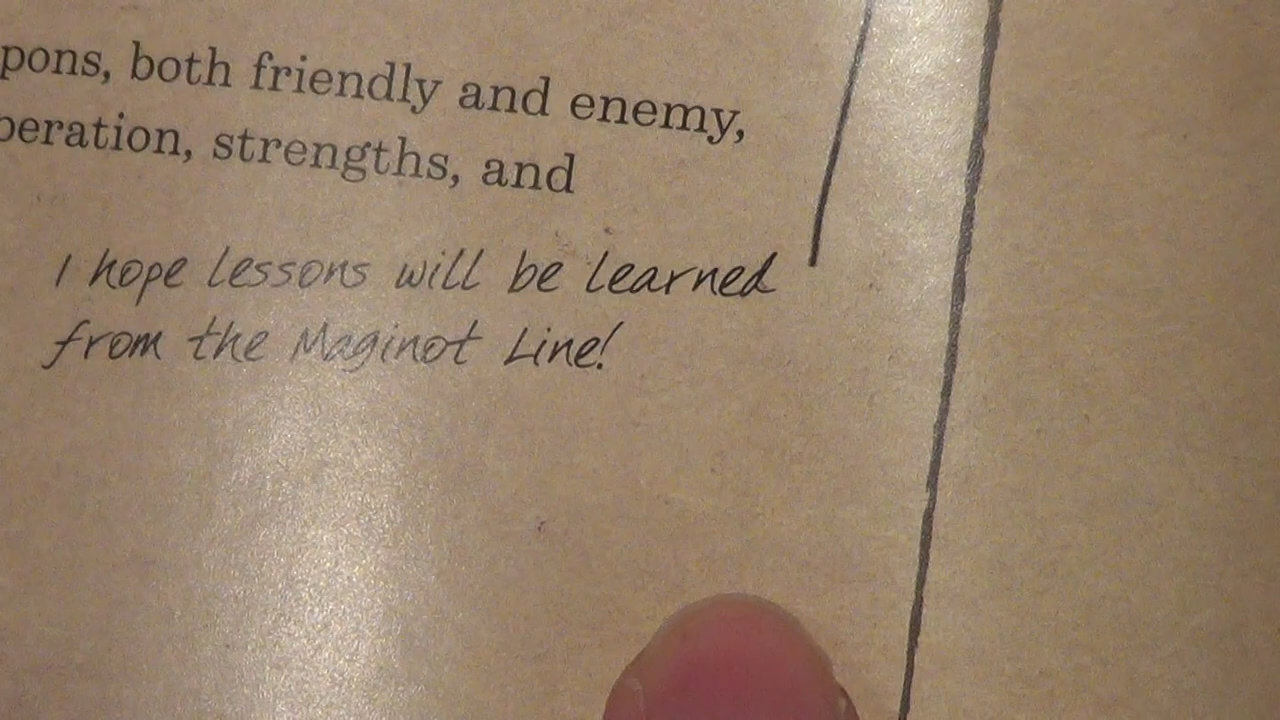 pons, both friendly and enemy,
peration, strengths, and
I hope lessons will be learned
from the Maginot Line!